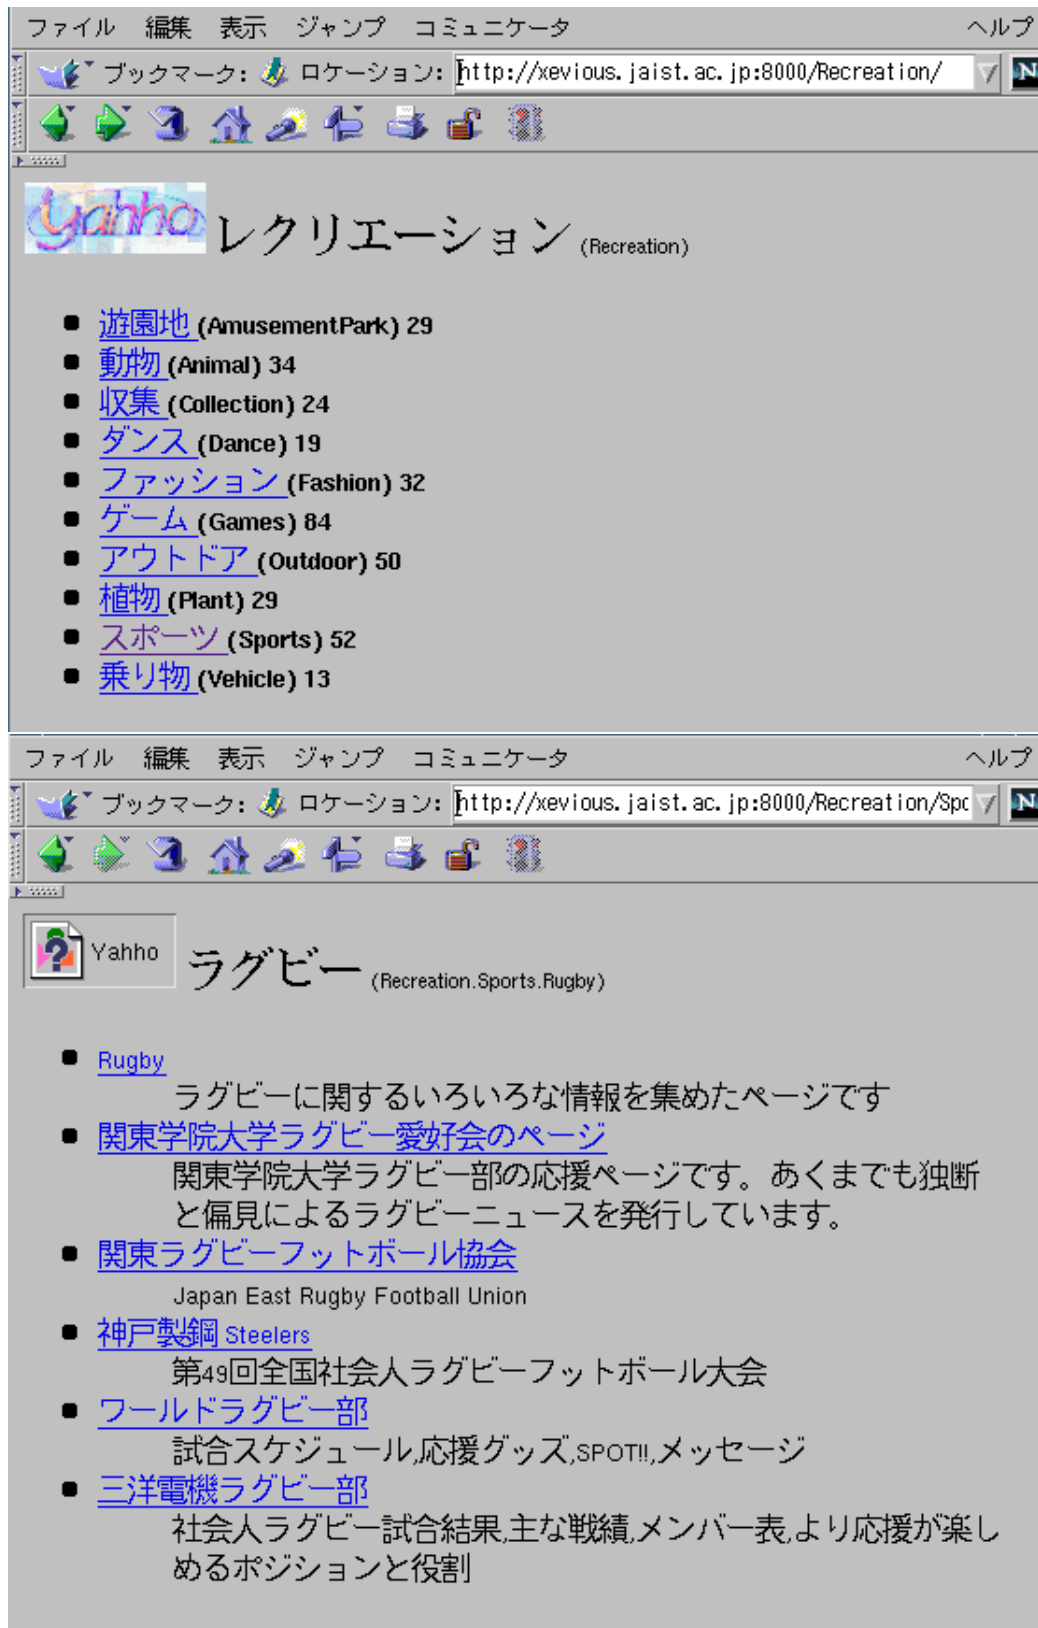 ファイル 編集 表示 ジャンプ コミュニケータ ヘルプ
ブックマーク: ロケーション: http://xevious.jaist.ac.jp:8000/Recreation/ N
yahho レクリエーション (Recreation)
遊園地 (AmusementPark) 29
動物 (Animal) 34
収集 (Collection) 24
ダンス (Dance) 19
ファッション (Fashion) 32
ゲーム (Games) 84
アウトドア (Outdoor) 50
植物 (Plant) 29
スポーツ (Sports) 52
乗り物 (Vehicle) 13
ファイル 編集 表示 ジャンプ コミュニケータ ヘルプ
ブックマーク: ロケーション: http://xevious.jaist.ac.jp:8000/Recreation/Spo N
Yahho ラグビー (Recreation.Sports.Rugby)
Rugby
ラグビーに関するいろいろな情報を集めたページです
関東学院大学ラグビー愛好会のページ
関東学院大学ラグビー部の応援ページです。あくまでも独断
と偏見によるラグビーニュースを発行しています。
関東ラグビーフットボール協会
Japan East Rugby Football Union
神戸製鋼 Steelers
第49回全国社会人ラグビーフットボール大会
ワールドラグビー部
試合スケジュール,応援グッズ,SPOT!!,メッセージ
三洋電機ラグビー部
社会人ラグビー試合結果,主な戦績,メンバー表,より応援が楽し
めるポジションと役割